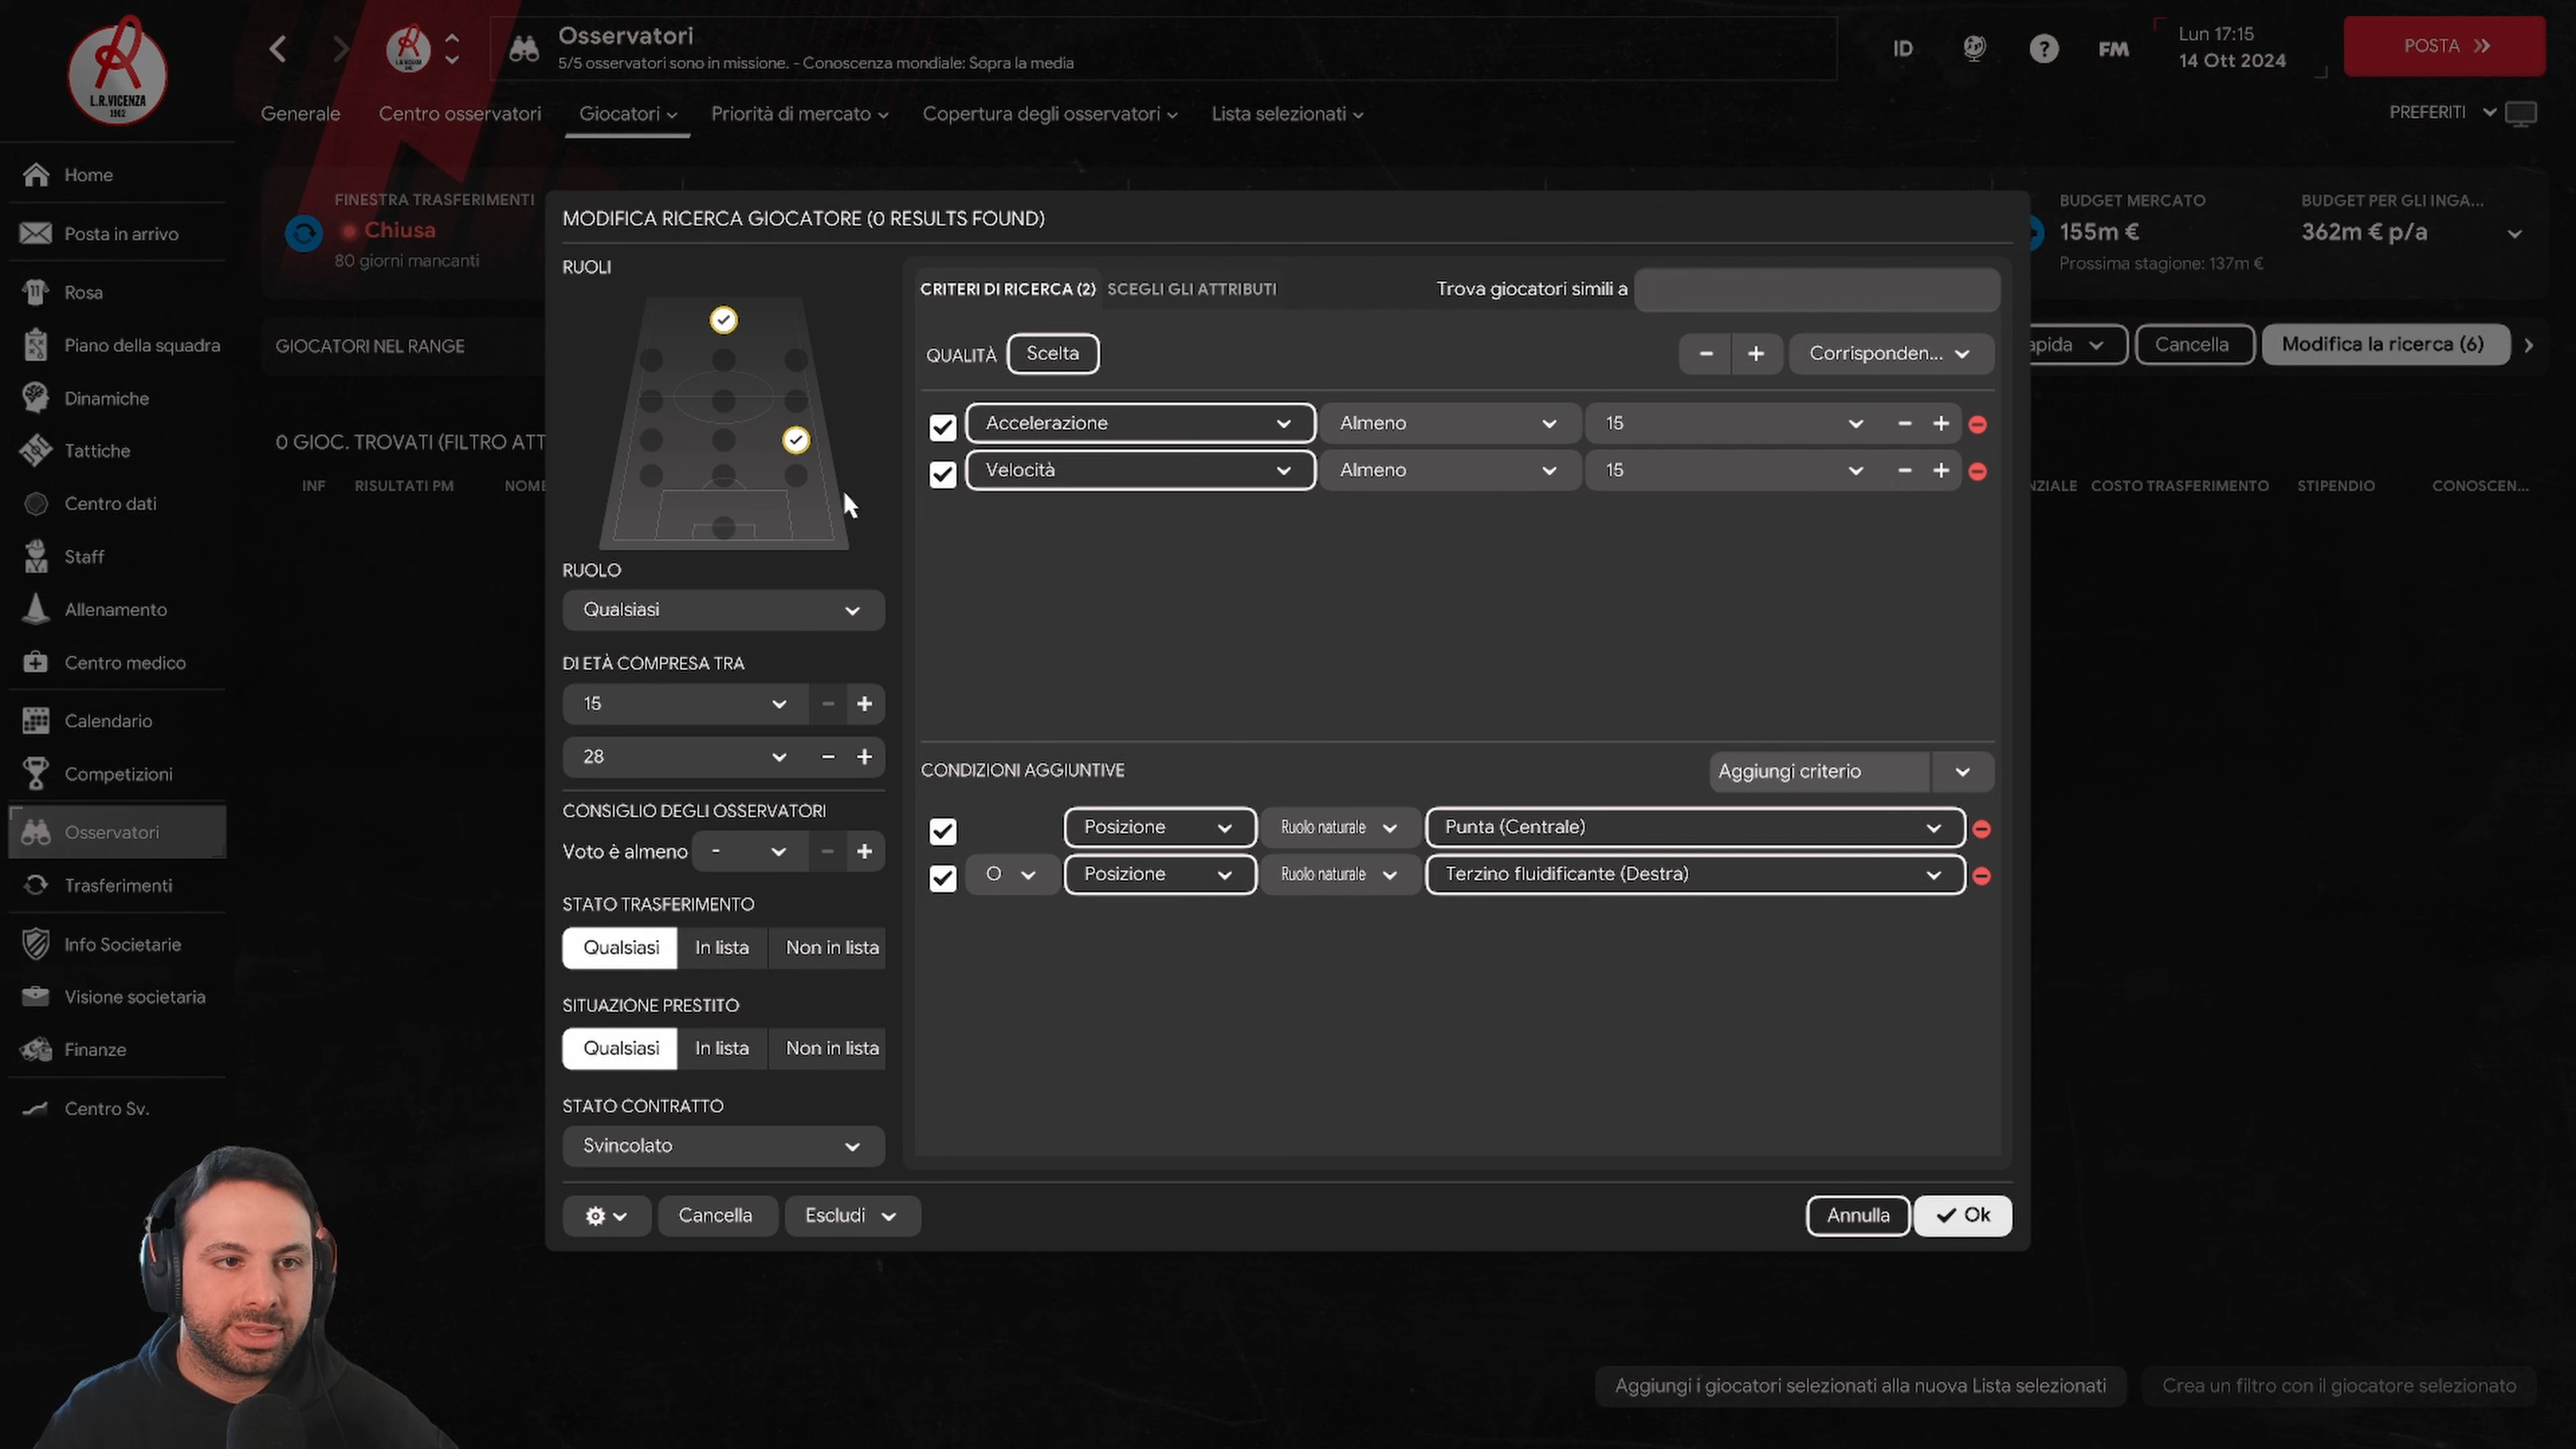 L.R.VICENZA
1902
Osservatori
5/5 osservatori sono in missione. - Conoscenza mondiale: Sopra la media
ID
FM
Lun 17:15
14 Ott 2024
POSTA
Generale
Centro osservatori
Giocatori
Priorità di mercato
Copertura degli osservatori
Lista selezionati
PREFERITI
Home
Posta in arrivo
Rosa
Piano della squadra
Dinamiche
Tattiche
Centro dati
Staff
Allenamento
Centro medico
Calendario
Competizioni
Osservatori
Trasferimenti
Info Societarie
Visione societaria
Finanze
Centro Sv.
FINESTRA TRASFERIMENTI
Chiusa
80 giorni mancanti
BUDGET MERCATO
155m €
Prossima stagione: 137m €
BUDGET PER GLI INGA...
362m € p/a
GIOCATORI NEL RANGE
apida
Cancella
Modifica la ricerca (6)
0 GIOC. TROVATI (FILTRO ATT
INF
RISULTATI PM
NOME
NZIALE
COSTO TRASFERIMENTO
STIPENDIO
CONOSCEN...
MODIFICA RICERCA GIOCATORE (0 RESULTS FOUND)
RUOLI
RUOLO
Qualsiasi
DI ETÀ COMPRESA TRA
15
28
CONSIGLIO DEGLI OSSERVATORI
Voto è almeno -
STATO TRASFERIMENTO
Qualsiasi
In lista
Non in lista
SITUAZIONE PRESTITO
Qualsiasi
In lista
Non in lista
STATO CONTRATTO
Svincolato
CRITERI DI RICERCA (2)
SCEGLI GLI ATTRIBUTI
Trova giocatori simili a
QUALITÀ
Scelta
Corrisponden...
Accelerazione
Almeno
15
Velocità
Almeno
15
CONDIZIONI AGGIUNTIVE
Aggiungi criterio
Posizione
Ruolo naturale
Punta (Centrale)
O
Posizione
Ruolo naturale
Terzino fluidificante (Destra)
Cancella
Escludi
Annulla
Ok
Aggiungi i giocatori selezionati alla nuova Lista selezionati
Crea un filtro con il giocatore selezionato